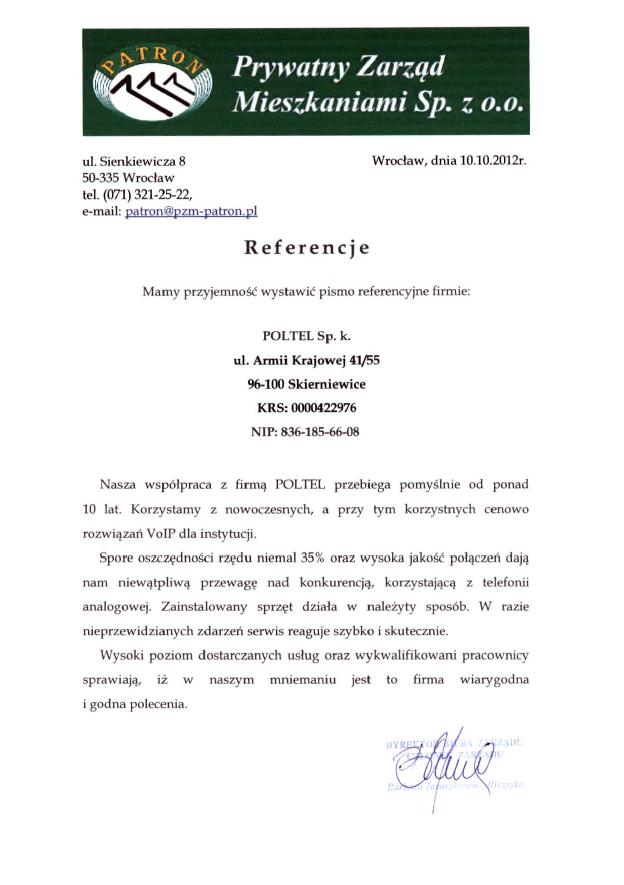 PATRON
Prywatny Zarząd
Mieszkaniami Sp. z o.o.
ul. Sienkiewicza 8
Wrocław, dnia 10.10.2012r.
50-335 Wrocław
tel. (071) 321-25-22,
e-mail: patron@pzm-patron.pl
Referencje
Mamy przyjemność wystawić pismo referencyjne firmie:
POLTEL Sp. k.
ul. Armii Krajowej 41/55
96-100 Skierniewice
KRS: 0000422976
NIP: 836-185-66-08
Nasza współpraca z firmą POLTEL przebiega pomyślnie od ponad
10 lat. Korzystamy z nowoczesnych, a przy tym korzystnych cenowo
rozwiązań VoIP dla instytucji.
Spore oszczędności rzędu niemal 35% oraz wysoka jakość połączeń dają
nam niewątpliwą przewagę nad konkurencją, korzystającą z telefonii
analogowej. Zainstalowany sprzęt działa w należyty sposób. W razie
nieprzewidzianych zdarzeń serwis reaguje szybko i skutecznie.
Wysoki poziom dostarczanych usług oraz wykwalifikowani pracownicy
sprawiają, iż w naszym mniemaniu jest to firma wiarygodna
i godna polecenia.
DYREKTOR BIURA ZARZĄDU
ZARZĄDU